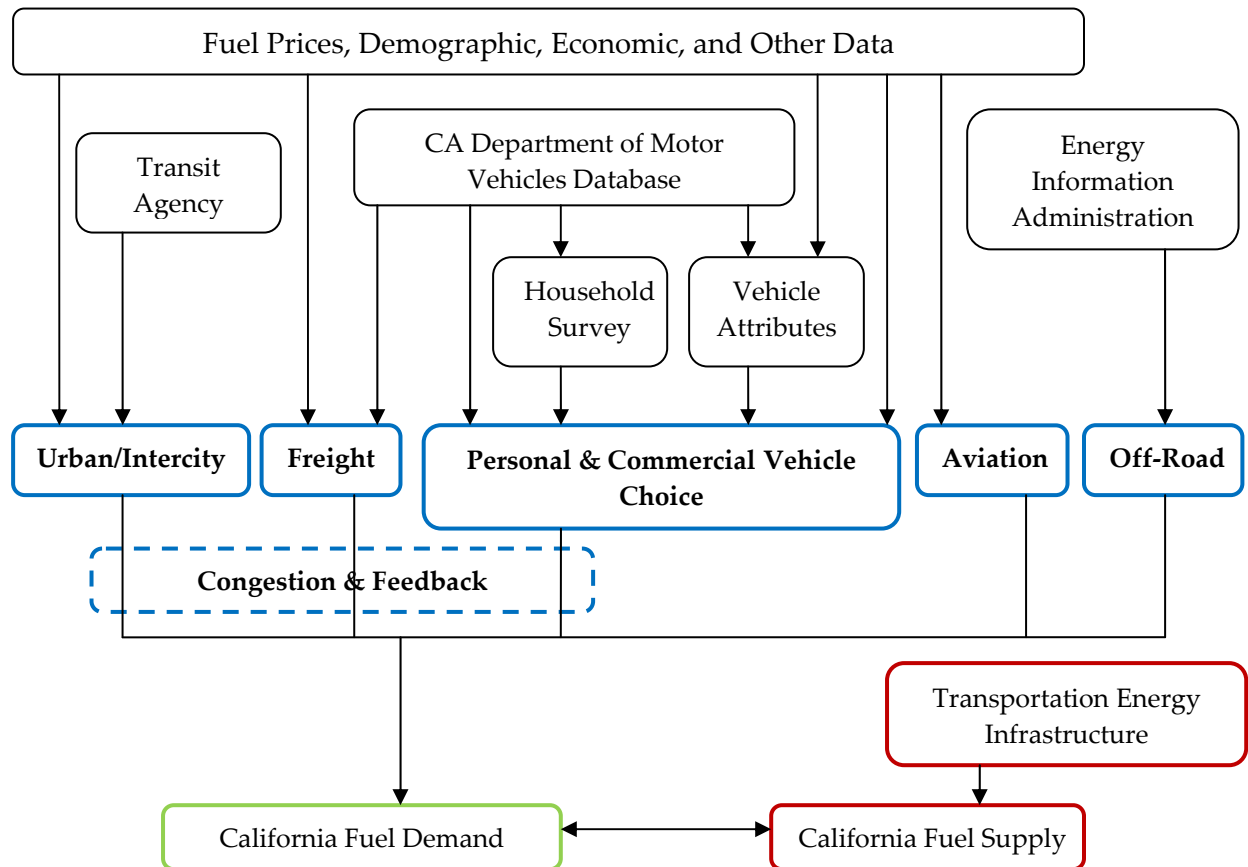 Fuel Prices, Demographic, Economic, and Other Data
Transit
Agency
CA Department of Motor
Vehicles Database
Energy
Information
Administration
Household
Survey
Vehicle
Attributes
Urban/Intercity
Freight
Personal & Commercial Vehicle
Choice
Aviation
Off-Road
Congestion & Feedback
Transportation Energy
Infrastructure
California Fuel Demand
California Fuel Supply